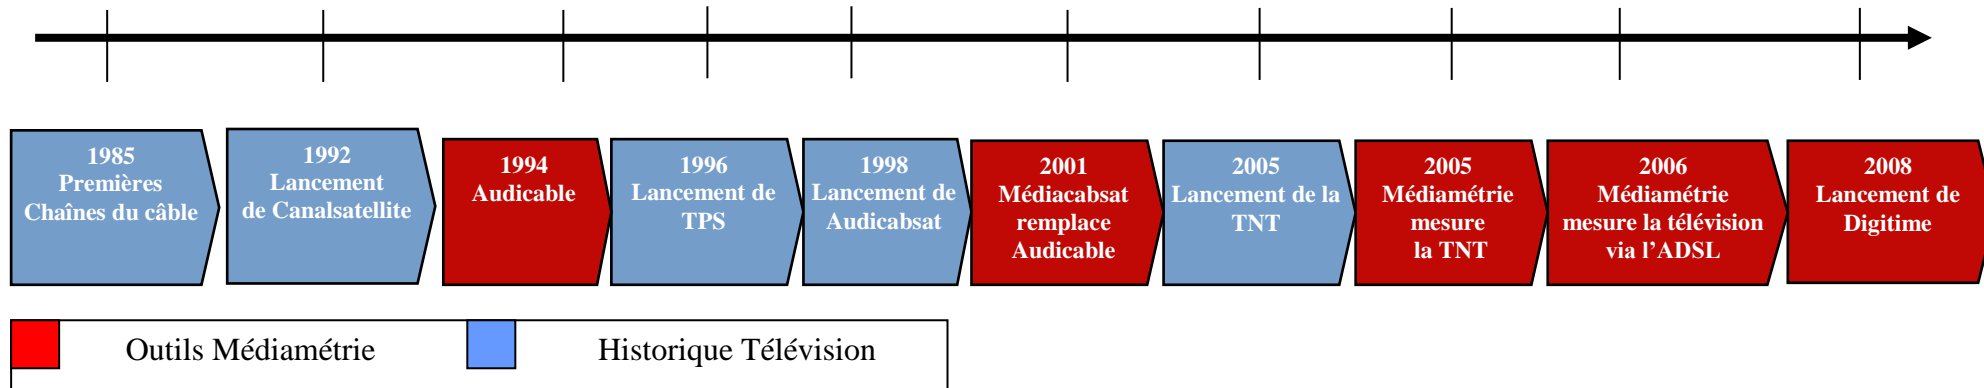 1985
Premières
Chaînes du câble
1992
Lancement
de Canalsatellite
1994
Audicable
1996
Lancement de
TPS
1998
Lancement de
Audicabsat
2001
Médiacabsat
remplace
Audicable
2005
Lancement de la
TNT
2005
Médiamétrie
mesure
la TNT
2006
Médiamétrie
mesure la télévision
via l’ADSL
2008
Lancement de
Digitime
Outils Médiamétrie
Historique Télévision